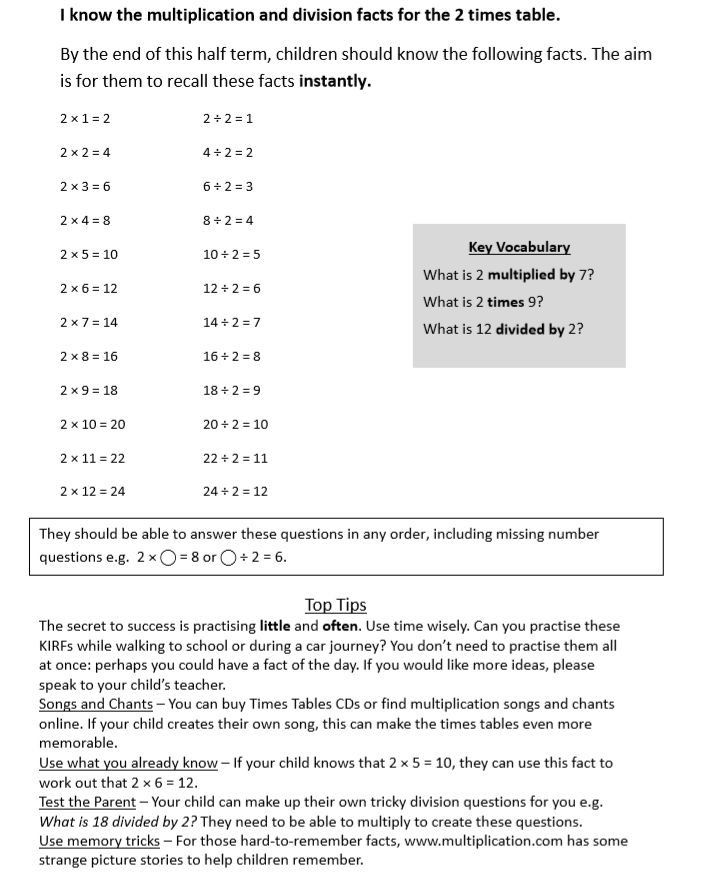 I know the multiplication and division facts for the 2 times table.
By the end of this half term, children should know the following facts. The aim
is for them to recall these facts instantly.
2 × 1 = 2 2 ÷ 2 = 1
2 × 2 = 4 4 ÷ 2 = 2
2 × 3 = 6 6 ÷ 2 = 3
2 × 4 = 8 8 ÷ 2 = 4
2 × 5 = 10 10 ÷ 2 = 5
2 × 6 = 12 12 ÷ 2 = 6
2 × 7 = 14 14 ÷ 2 = 7
2 × 8 = 16 16 ÷ 2 = 8
2 × 9 = 18 18 ÷ 2 = 9
2 × 10 = 20 20 ÷ 2 = 10
2 × 11 = 22 22 ÷ 2 = 11
2 × 12 = 24 24 ÷ 2 = 12
Key Vocabulary
What is 2 multiplied by 7?
What is 2 times 9?
What is 12 divided by 2?
They should be able to answer these questions in any order, including missing number
questions e.g. 2 × ○ = 8 or ○ ÷ 2 = 6.
Top Tips
The secret to success is practising little and often. Use time wisely. Can you practise these
KIRFs while walking to school or during a car journey? You don’t need to practise them all
at once: perhaps you could have a fact of the day. If you would like more ideas, please
speak to your child’s teacher.
Songs and Chants – You can buy Times Tables CDs or find multiplication songs and chants
online. If your child creates their own song, this can make the times tables even more
memorable.
Use what you already know – If your child knows that 2 × 5 = 10, they can use this fact to
work out that 2 × 6 = 12.
Test the Parent – Your child can make up their own tricky division questions for you e.g.
What is 18 divided by 2? They need to be able to multiply to create these questions.
Use memory tricks – For those hard-to-remember facts, www.multiplication.com has some
strange picture stories to help children remember.